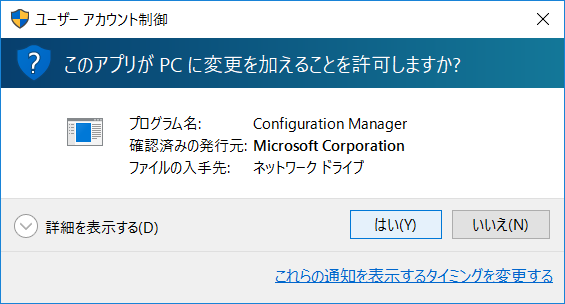 ユーザー アカウント制御
このアプリが PC に変更を加えることを許可しますか?
プログラム名: Configuration Manager
確認済みの発行元: Microsoft Corporation
ファイルの入手先: ネットワーク ドライブ
詳細を表示する(D)
はい(Y)
いいえ(N)
これらの通知を表示するタイミングを変更する